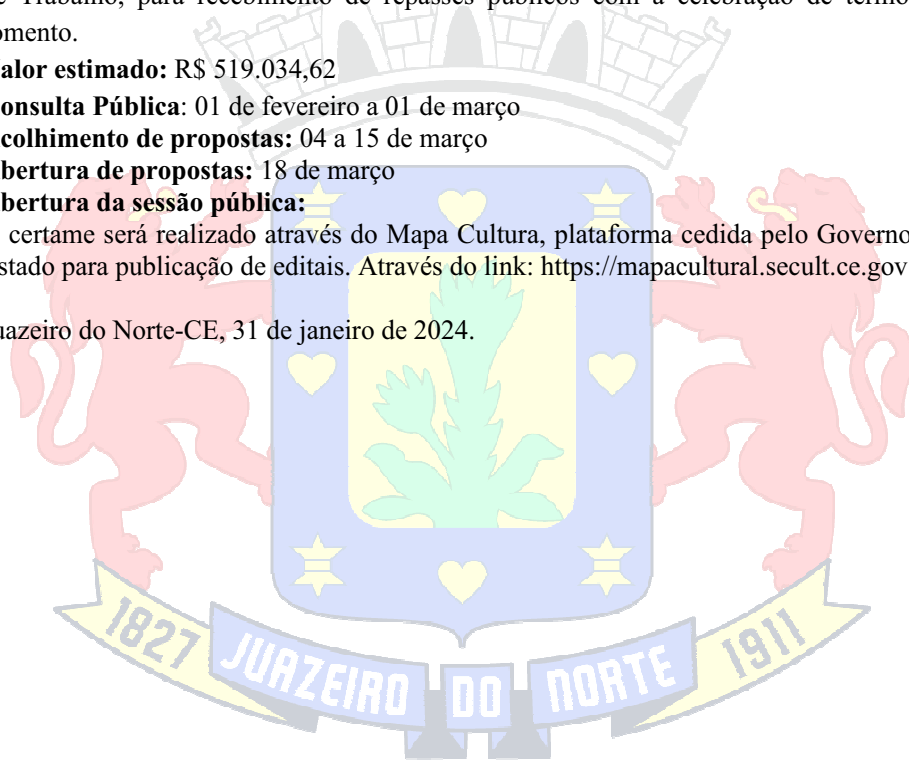 Trabalho, para recebimento de repasses públicos com a celebração de termo
omento.
alor estimado: R$ 519.034,62
onsulta Pública: 01 de fevereiro a 01 de março
colhimento de propostas: 04 a 15 de março
bertura de propostas: 18 de março
bertura da sessão pública:
certame será realizado através do Mapa Cultura, plataforma cedida pelo Governo
stado para publicação de editais. Através do link: https://mapacultural.secult.ce.gov
uazeiro do Norte-CE, 31 de janeiro de 2024.
1827 JUAZEIRO DO NORTE 1911